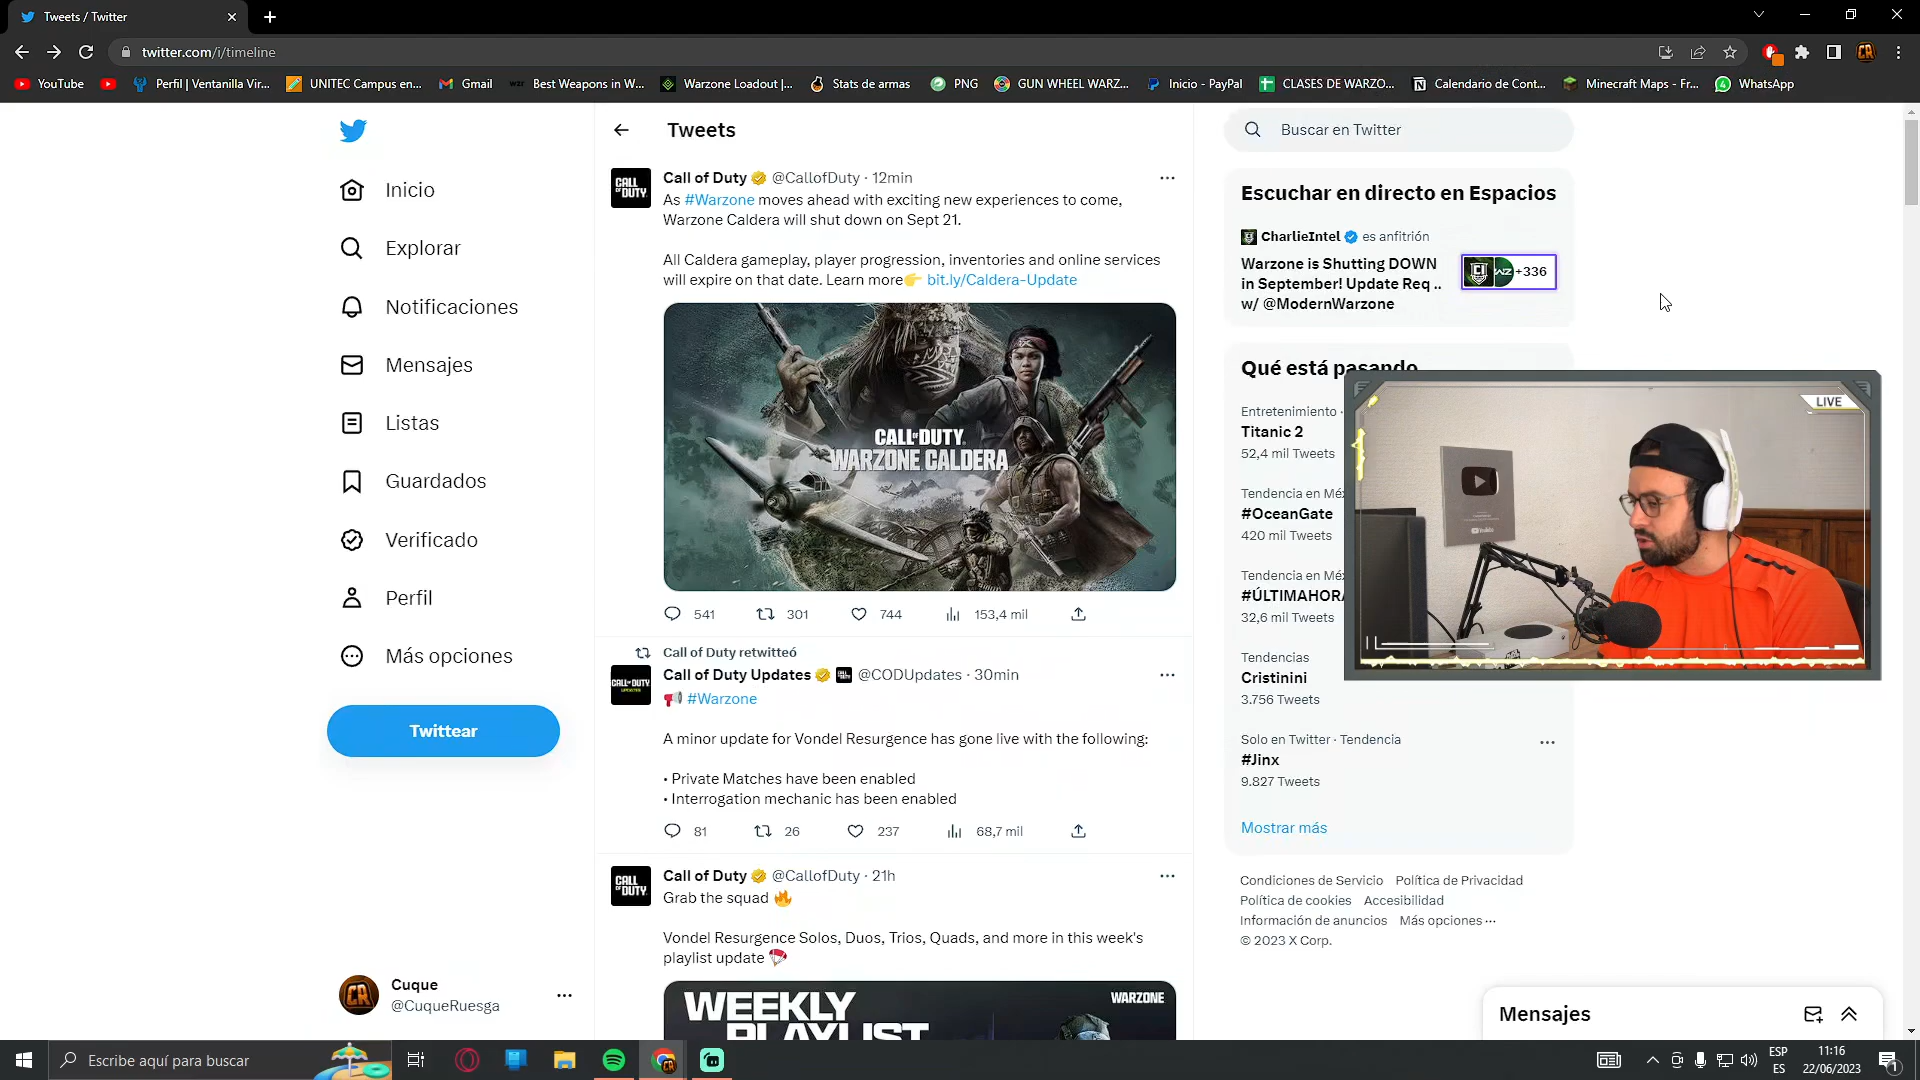 Tweets / Twitter
twitter.com/i/timeline
YouTube
Perfil | Ventanilla Vir...
UNITEC Campus en...
Gmail
Best Weapons in W...
Warzone Loadout |...
Stats de armas
PNG
GUN WHEEL WARZ...
Inicio - PayPal
CLASES DE WARZO...
Calendario de Cont...
Minecraft Maps - Fr...
WhatsApp
Inicio
Explorar
Notificaciones
Mensajes
Listas
Guardados
Verificado
Perfil
Más opciones
Twittear
Cuque
@CuqueRuesga
Tweets
Call of Duty @CallofDuty · 12min
As #Warzone moves ahead with exciting new experiences to come,
Warzone Caldera will shut down on Sept 21.
All Caldera gameplay, player progression, inventories and online services
will expire on that date. Learn more👉 bit.ly/Caldera-Update
CALL OF DUTY
WARZONE CALDERA
541 301 744 153,4 mil
Call of Duty retwitteó
Call of Duty Updates @CODUpdates · 30min
📢 #Warzone
A minor update for Vondel Resurgence has gone live with the following:
• Private Matches have been enabled
• Interrogation mechanic has been enabled
81 26 237 68,7 mil
Call of Duty @CallofDuty · 21h
Grab the squad 🔥
Vondel Resurgence Solos, Duos, Trios, Quads, and more in this week's
playlist update 🪂
WEEKLY
PLAYLIST
WARZONE
Buscar en Twitter
Escuchar en directo en Espacios
CharlieIntel es anfitrión
Warzone is Shutting DOWN
in September! Update Req ..
w/ @ModernWarzone
+336
Qué está pasando
Entretenimiento ·
Titanic 2
52,4 mil Tweets
Tendencia en Mé
#OceanGate
420 mil Tweets
Tendencia en Mé
#ÚLTIMAHORA
32,6 mil Tweets
Tendencias
Cristinini
3.756 Tweets
Solo en Twitter · Tendencia
#Jinx
9.827 Tweets
Mostrar más
LIVE
Condiciones de Servicio Política de Privacidad
Política de cookies Accesibilidad
Información de anuncios Más opciones ···
© 2023 X Corp.
Mensajes
Escribe aquí para buscar
ESP
ES
11:16
22/06/2023
1